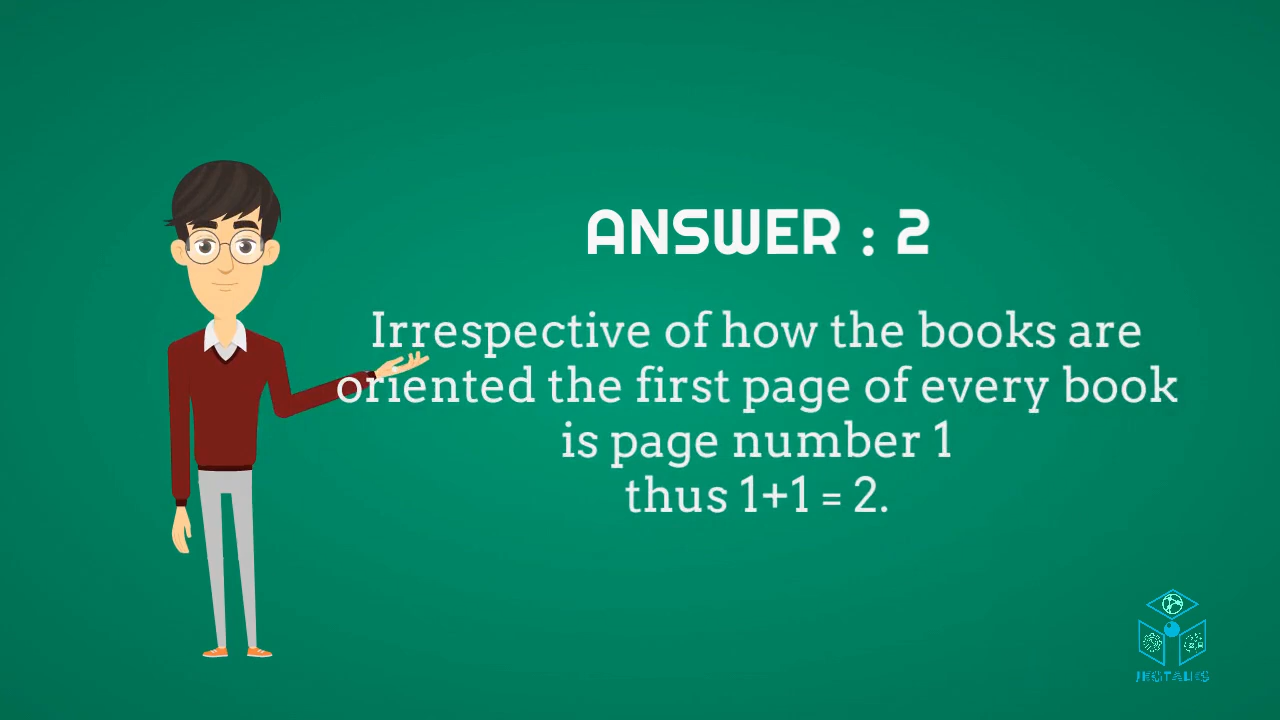 ANSWER : 2
Irrespective of how the books are
oriented the first page of every book
is page number 1
thus 1+1 = 2.